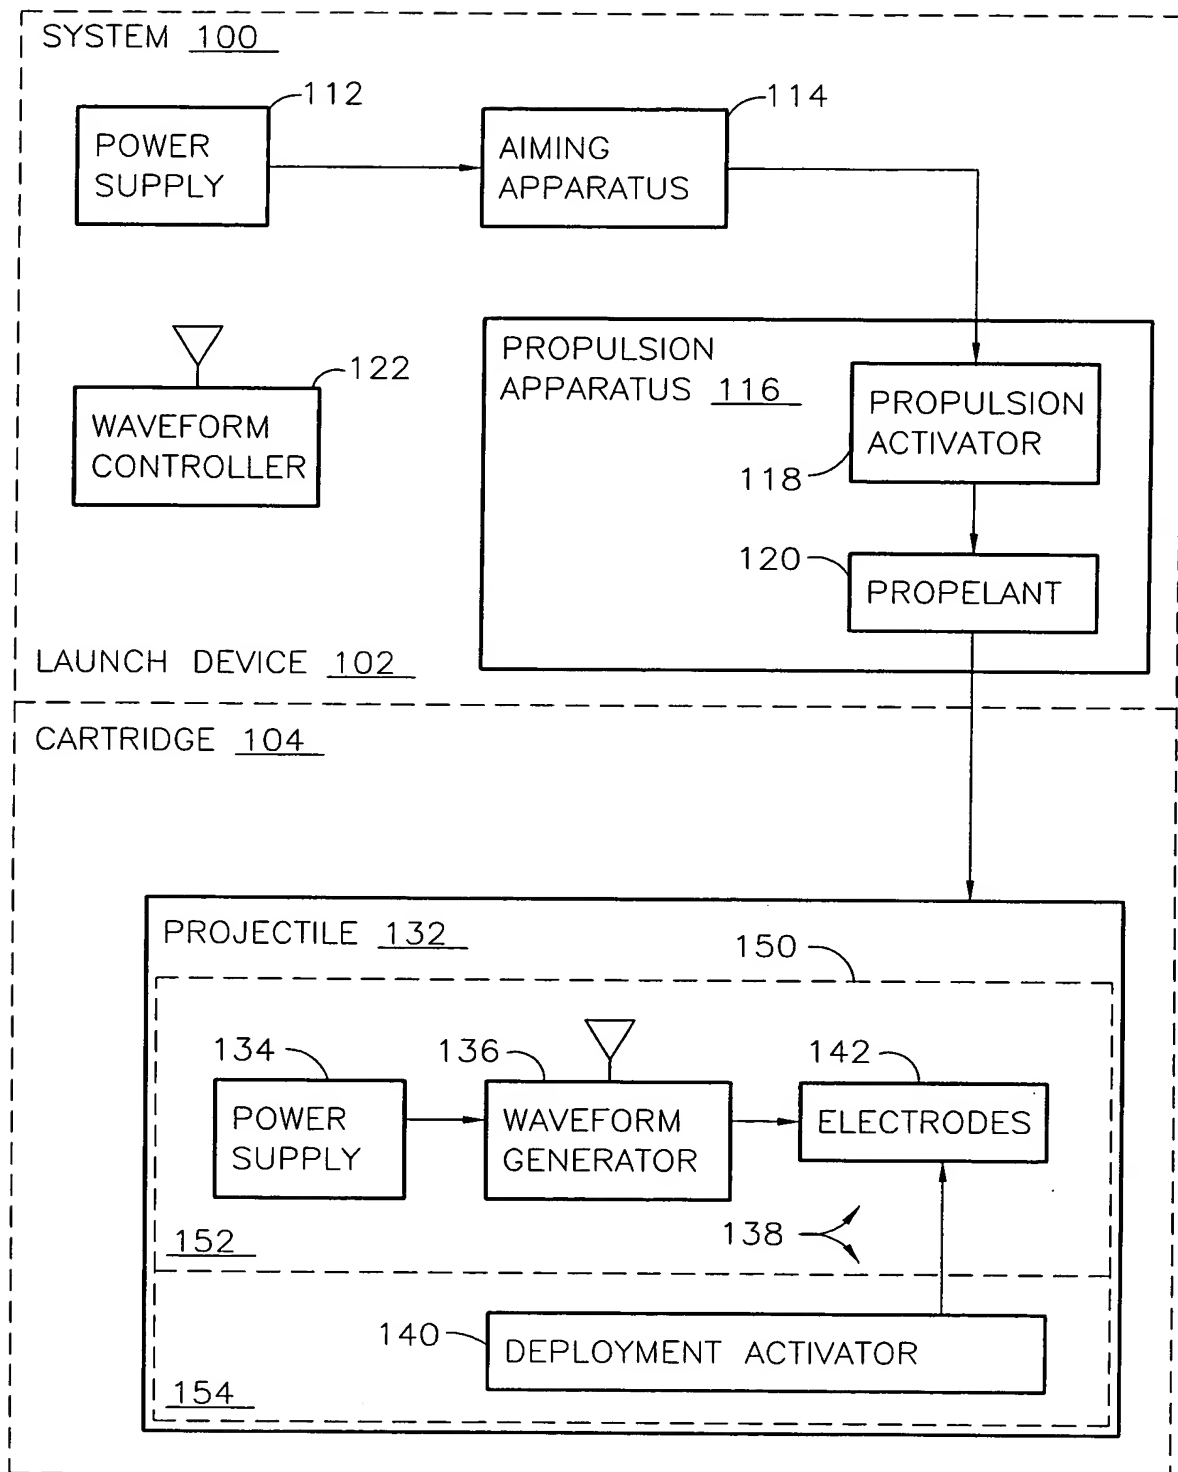 SYSTEM 100
112
POWER
SUPPLY
114
AIMING
APPARATUS
122
WAVEFORM
CONTROLLER
PROPULSION
APPARATUS 116
PROPULSION
ACTIVATOR
118
120
PROPELANT
LAUNCH DEVICE 102
CARTRIDGE 104
PROJECTILE 132
150
134
POWER
SUPPLY
136
WAVEFORM
GENERATOR
142
ELECTRODES
138
152
140
DEPLOYMENT ACTIVATOR
154